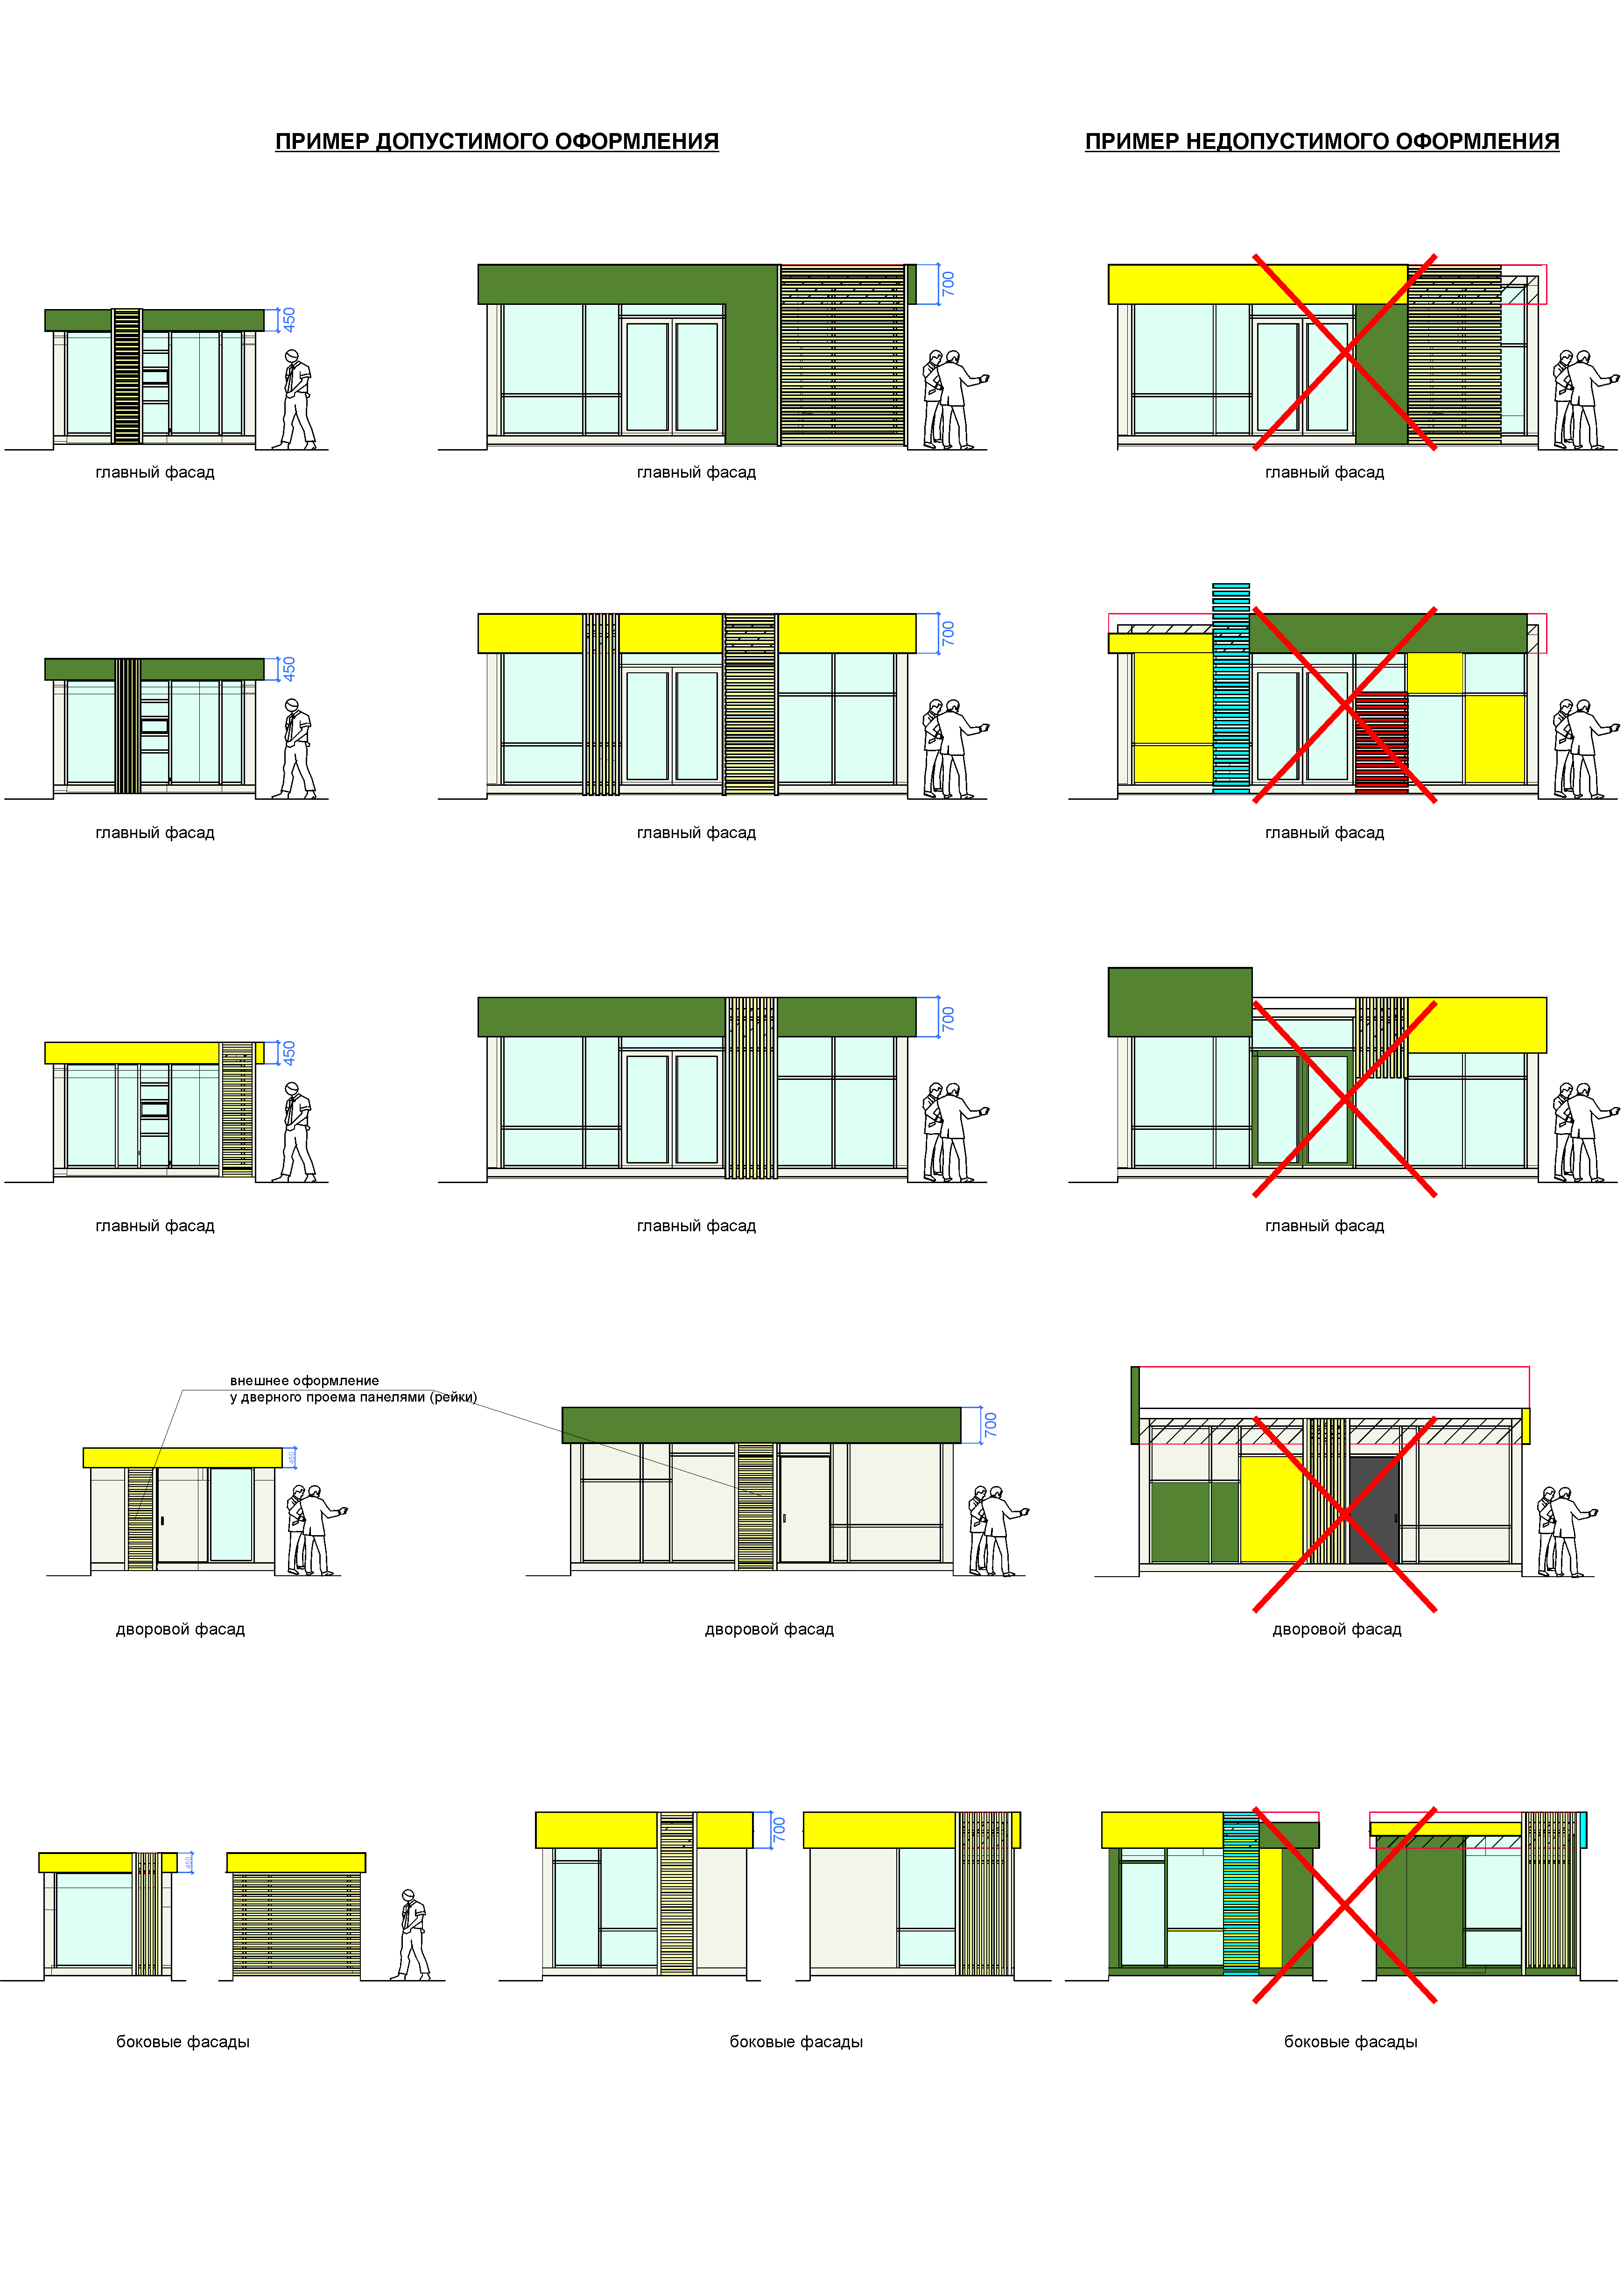 ПРИМЕР ДОПУСТИМОГО ОФОРМЛЕНИЯ
ПРИМЕР НЕДОПУСТИМОГО ОФОРМЛЕНИЯ
450
700
главный фасад
главный фасад
главный фасад
450
700
главный фасад
главный фасад
главный фасад
450
700
главный фасад
главный фасад
главный фасад
внешнее оформление
у дверного проема панелями (рейки)
450
700
дворовой фасад
дворовой фасад
дворовой фасад
450
700
боковые фасады
боковые фасады
боковые фасады